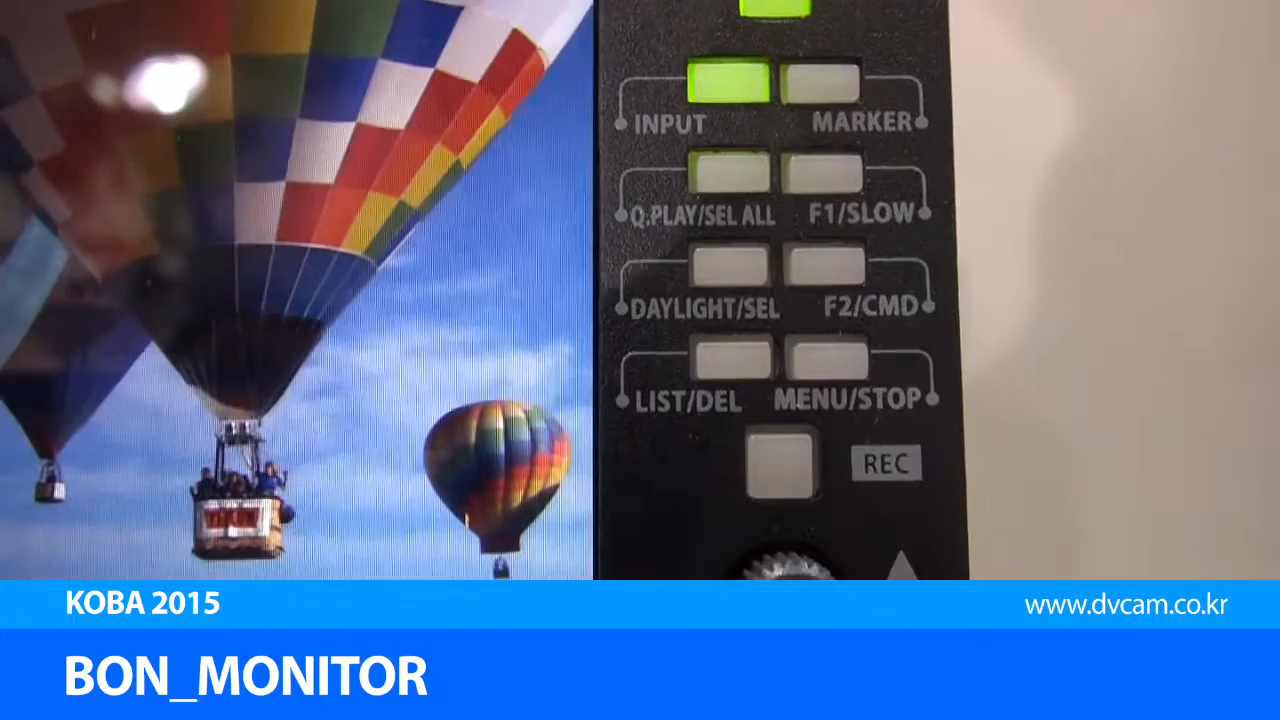 INPUT
MARKER
Q.PLAY/SEL ALL
F1/SLOW
DAYLIGHT/SEL
F2/CMD
LIST/DEL
MENU/STOP
REC
KOBA 2015
www.dvcam.co.kr
BON_MONITOR